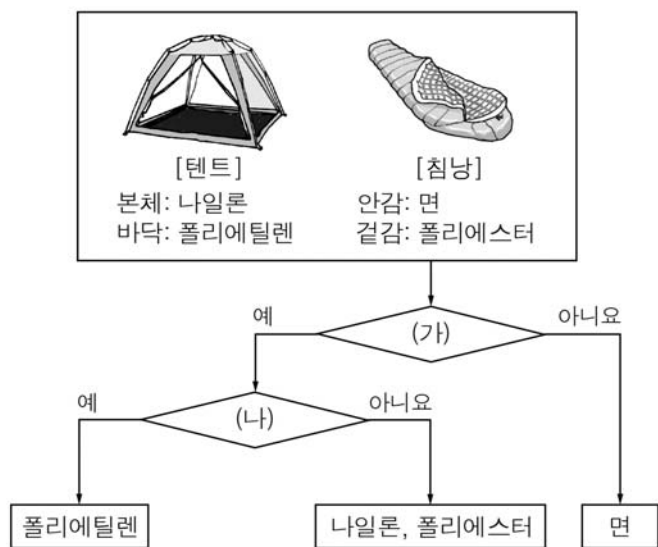 [텐트] [침낭]
본체: 나일론 안감: 면
바닥: 폴리에틸렌 겉감: 폴리에스터
예 (가) 아니요
예 (나) 아니요
폴리에틸렌 나일론, 폴리에스터 면